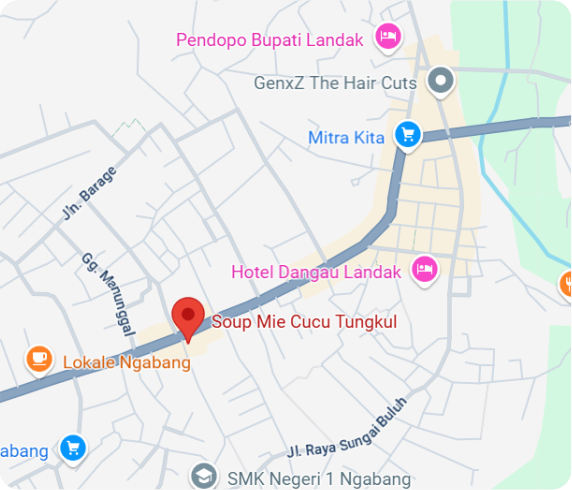 Pendopo Bupati Landak
GenxZ The Hair Cuts
Mitra Kita
Jln. Barage
Gg. Manunggal
Hotel Dangau Landak
Soup Mie Cucu Tungkul
Lokale Ngabang
Jl. Raya Sungai Buluh
abang
SMK Negeri 1 Ngabang